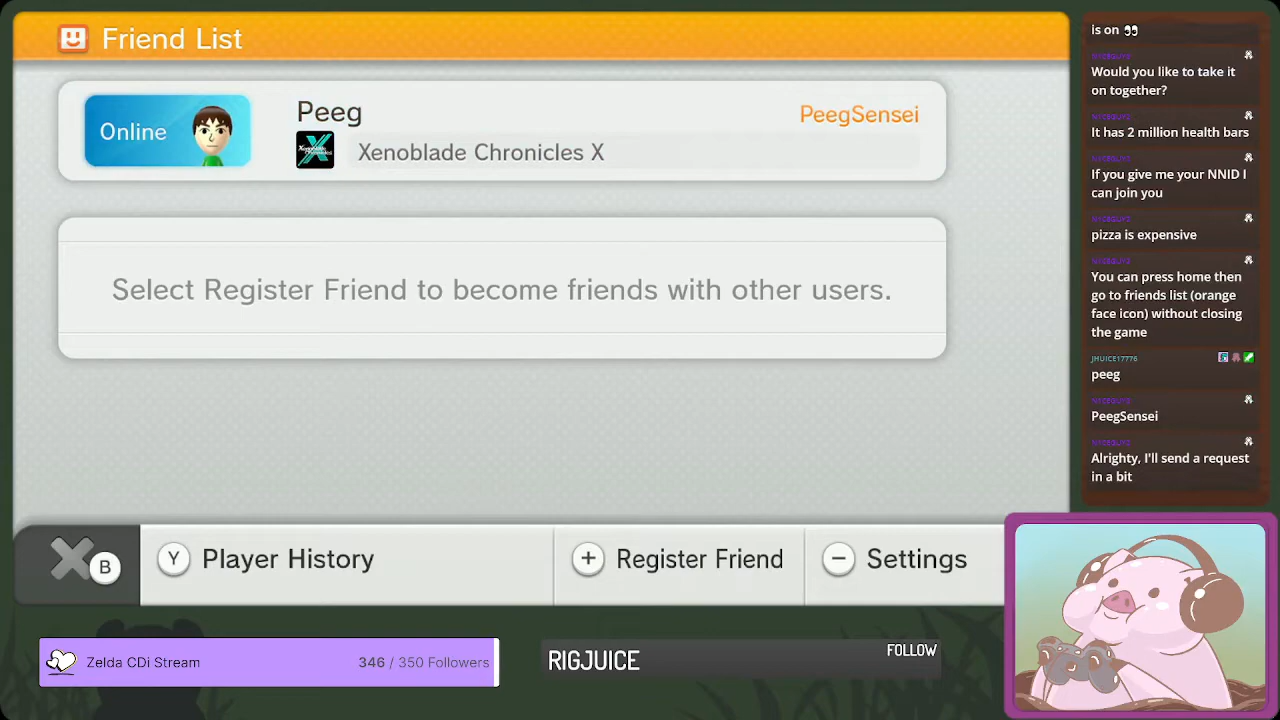 Friend List
Online
Peeg
PeegSensei
Xenoblade Chronicles X
Select Register Friend to become friends with other users.
B
Y Player History
+ Register Friend
− Settings
Zelda CDi Stream
346 / 350 Followers
RIGJUICE
FOLLOW
is on 👀
Would you like to take it
on together?
It has 2 million health bars
If you give me your NNID I
can join you
pizza is expensive
You can press home then
go to friends list (orange
face icon) without closing
the game
JHUICE17776
peeg
PeegSensei
Alrighty, I'll send a request
in a bit